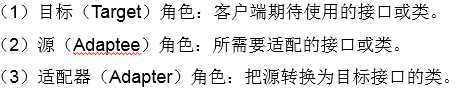 （1）目标（Target）角色：客户端期待使用的接口或类。
（2）源（Adaptee）角色：所需要适配的接口或类。
（3）适配器（Adapter）角色：把源转换为目标接口的类。